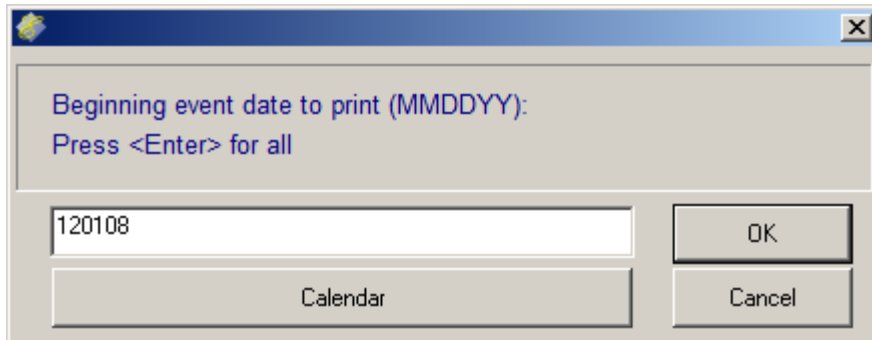 Beginning event date to print (MMDDYY):
Press <Enter> for all
120108
OK
Calendar
Cancel